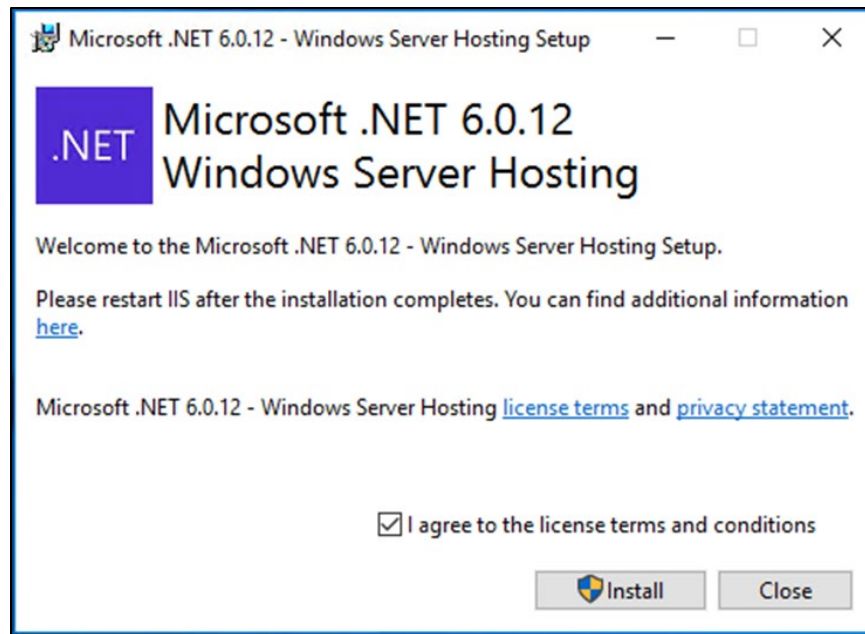 Microsoft .NET 6.0.12 - Windows Server Hosting Setup
.NET
Microsoft .NET 6.0.12
Windows Server Hosting
Welcome to the Microsoft .NET 6.0.12 - Windows Server Hosting Setup.
Please restart IIS after the installation completes. You can find additional information
here.
Microsoft .NET 6.0.12 - Windows Server Hosting license terms and privacy statement.
I agree to the license terms and conditions
Install
Close